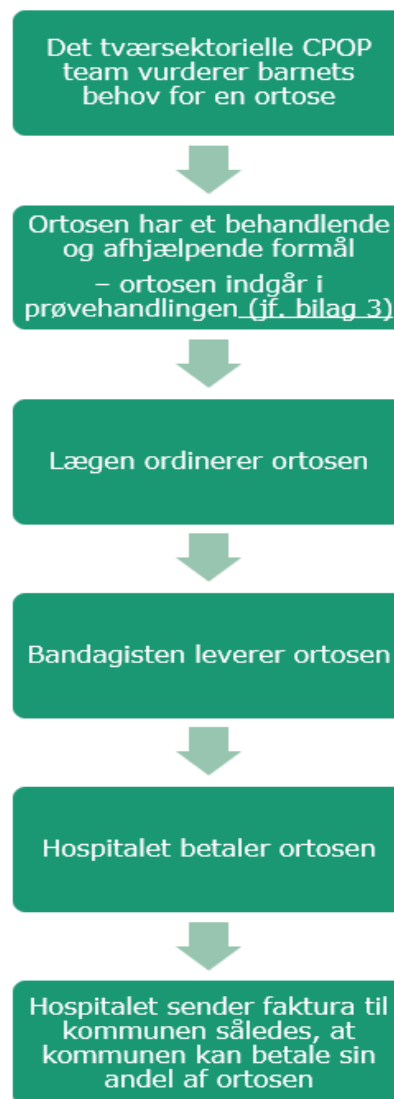 Det tværsektorielle CPOP
team vurderer barnets
behov for en ortose
Ortosen har et behandlende
og afhjælpende formål
– ortosen indgår i
prøvehandlingen (jf. bilag 3)
Lægen ordinerer ortosen
Bandagisten leverer ortosen
Hospitalet betaler ortosen
Hospitalet sender faktura til
kommunen således, at
kommunen kan betale sin
andel af ortosen